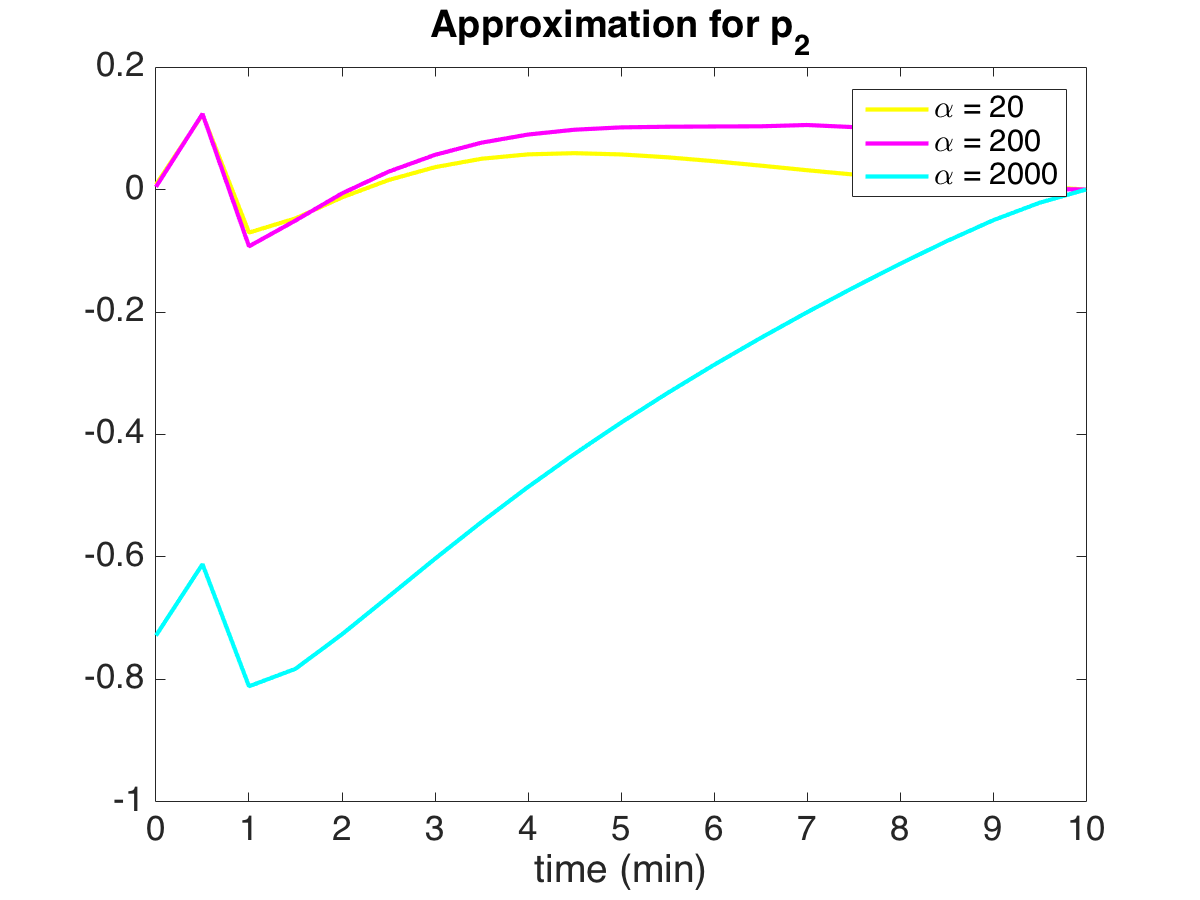 Approximation for p2
0.2
0
-0.2
-0.4
-0.6
-0.8
-1
α = 20
α = 200
α = 2000
0 1 2 3 4 5 6 7 8 9 10
time (min)